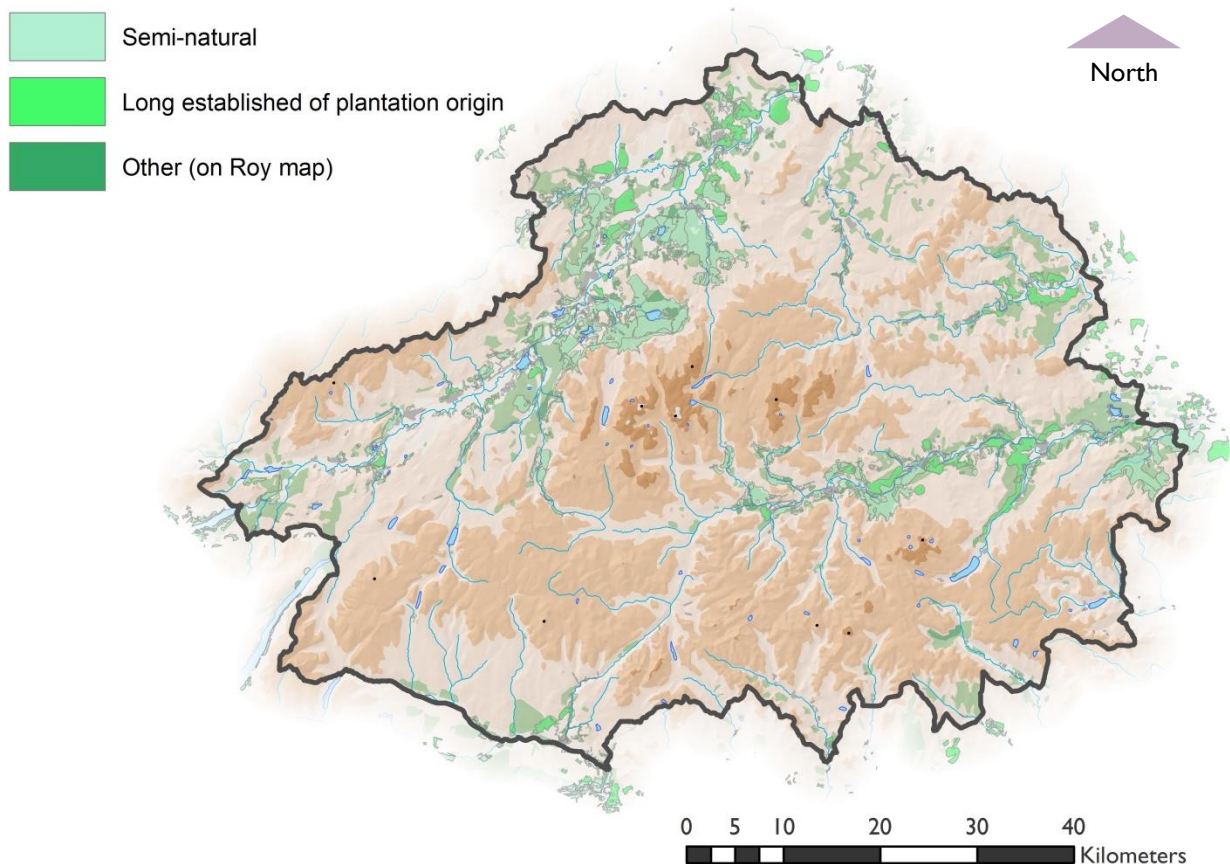 Semi-natural
Long established of plantation origin
Other (on Roy map)
North
0 5 10 20 30 40
Kilometers